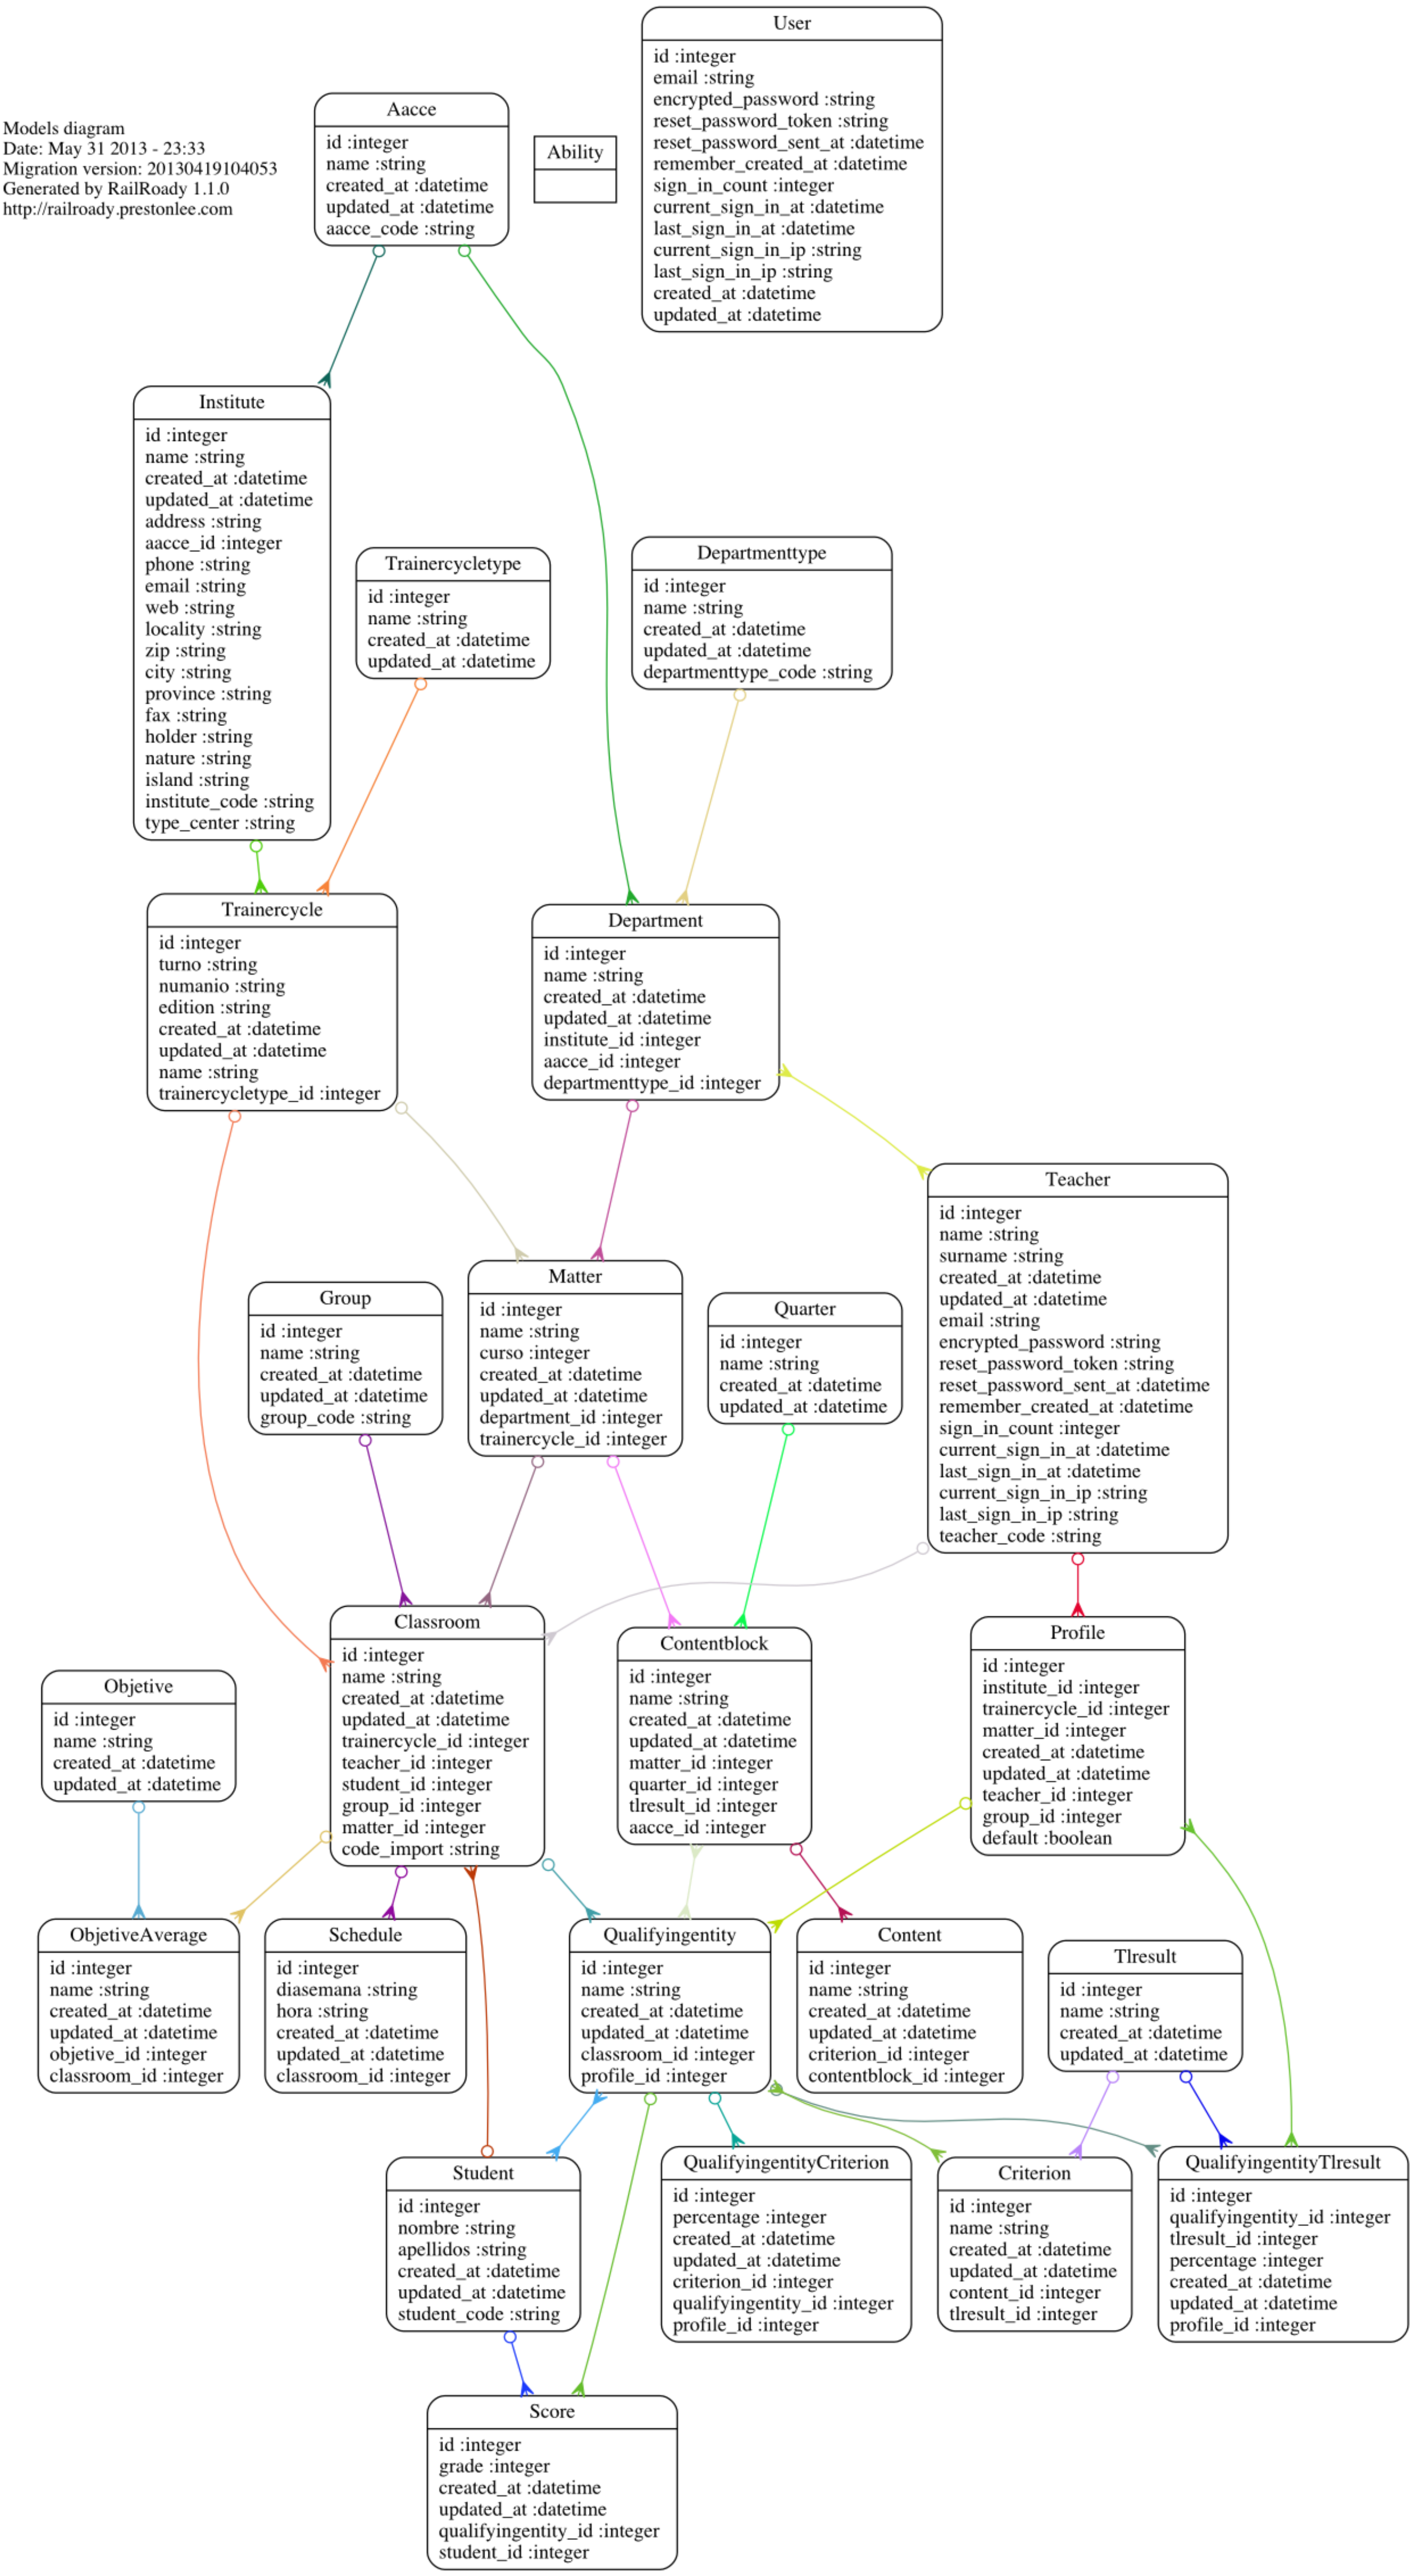 User
id :integer
email :string
encrypted_password :string
reset_password_token :string
reset_password_sent_at :datetime
remember_created_at :datetime
sign_in_count :integer
current_sign_in_at :datetime
last_sign_in_at :datetime
current_sign_in_ip :string
last_sign_in_ip :string
created_at :datetime
updated_at :datetime
Models diagram
Date: May 31 2013 - 23:33
Migration version: 20130419104053
Generated by RailRoady 1.1.0
http://railroady.prestonlee.com
Aacce
id :integer
name :string
created_at :datetime
updated_at :datetime
aacce_code :string
Ability
Institute
id :integer
name :string
created_at :datetime
updated_at :datetime
address :string
aacce_id :integer
phone :string
email :string
web :string
locality :string
zip :string
city :string
province :string
fax :string
holder :string
nature :string
island :string
institute_code :string
type_center :string
Trainercycletype
id :integer
name :string
created_at :datetime
updated_at :datetime
Departmenttype
id :integer
name :string
created_at :datetime
updated_at :datetime
departmenttype_code :string
Trainercycle
id :integer
turno :string
numanio :string
edition :string
created_at :datetime
updated_at :datetime
name :string
trainercycletype_id :integer
Department
id :integer
name :string
created_at :datetime
updated_at :datetime
institute_id :integer
aacce_id :integer
departmenttype_id :integer
Teacher
id :integer
name :string
surname :string
created_at :datetime
updated_at :datetime
email :string
encrypted_password :string
reset_password_token :string
reset_password_sent_at :datetime
remember_created_at :datetime
sign_in_count :integer
current_sign_in_at :datetime
last_sign_in_at :datetime
current_sign_in_ip :string
last_sign_in_ip :string
teacher_code :string
Group
id :integer
name :string
created_at :datetime
updated_at :datetime
group_code :string
Matter
id :integer
name :string
curso :integer
created_at :datetime
updated_at :datetime
department_id :integer
trainercycle_id :integer
Quarter
id :integer
name :string
created_at :datetime
updated_at :datetime
Classroom
id :integer
name :string
created_at :datetime
updated_at :datetime
trainercycle_id :integer
teacher_id :integer
student_id :integer
group_id :integer
matter_id :integer
code_import :string
Contentblock
id :integer
name :string
created_at :datetime
updated_at :datetime
matter_id :integer
quarter_id :integer
tlresult_id :integer
aacce_id :integer
Profile
id :integer
institute_id :integer
trainercycle_id :integer
matter_id :integer
created_at :datetime
updated_at :datetime
teacher_id :integer
group_id :integer
default :boolean
Objetive
id :integer
name :string
created_at :datetime
updated_at :datetime
ObjetiveAverage
id :integer
name :string
created_at :datetime
updated_at :datetime
objetive_id :integer
classroom_id :integer
Schedule
id :integer
diasemana :string
hora :string
created_at :datetime
updated_at :datetime
classroom_id :integer
Qualifyingentity
id :integer
name :string
created_at :datetime
updated_at :datetime
classroom_id :integer
profile_id :integer
Content
id :integer
name :string
created_at :datetime
updated_at :datetime
criterion_id :integer
contentblock_id :integer
Tlresult
id :integer
name :string
created_at :datetime
updated_at :datetime
Student
id :integer
nombre :string
apellidos :string
created_at :datetime
updated_at :datetime
student_code :string
QualifyingentityCriterion
id :integer
percentage :integer
created_at :datetime
updated_at :datetime
criterion_id :integer
qualifyingentity_id :integer
profile_id :integer
Criterion
id :integer
name :string
created_at :datetime
updated_at :datetime
content_id :integer
tlresult_id :integer
QualifyingentityTlresult
id :integer
qualifyingentity_id :integer
tlresult_id :integer
percentage :integer
created_at :datetime
updated_at :datetime
profile_id :integer
Score
id :integer
grade :integer
created_at :datetime
updated_at :datetime
qualifyingentity_id :integer
student_id :integer